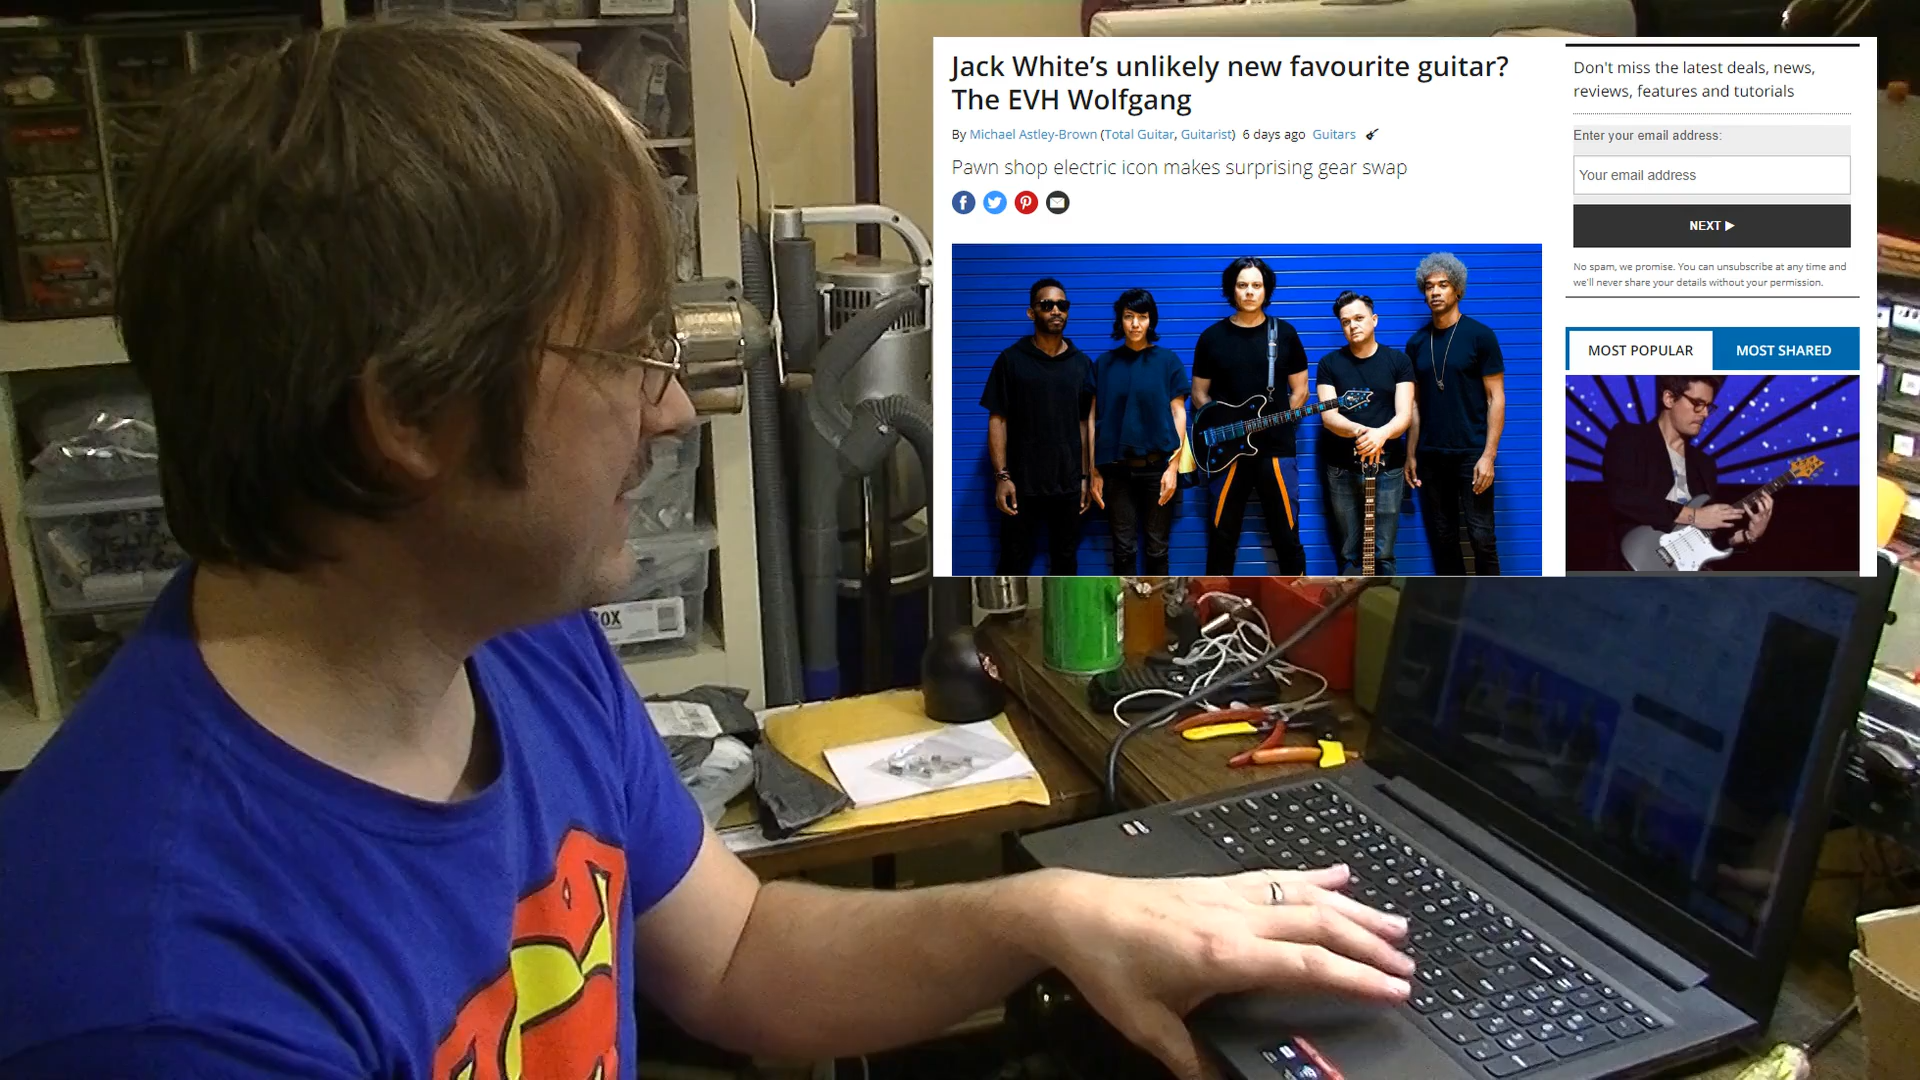 Jack White’s unlikely new favourite guitar?
The EVH Wolfgang
By Michael Astley-Brown (Total Guitar, Guitarist) 6 days ago Guitars
Pawn shop electric icon makes surprising gear swap
Don't miss the latest deals, news,
reviews, features and tutorials
Enter your email address:
Your email address
NEXT ▶
No spam, we promise. You can unsubscribe at any time and
we'll never share your details without your permission.
MOST POPULAR
MOST SHARED
OX